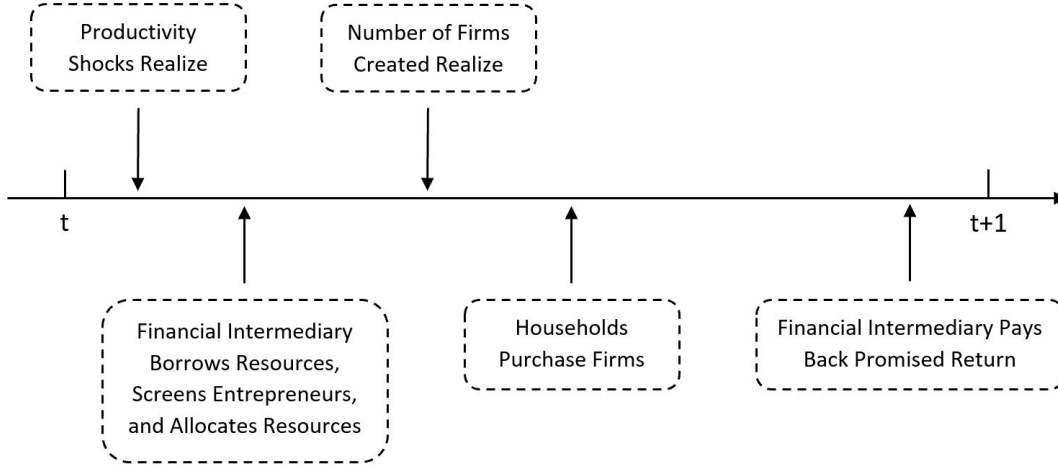 Productivity
Shocks Realize
Number of Firms
Created Realize
t
t+1
Financial Intermediary
Borrows Resources,
Screens Entrepreneurs,
and Allocates Resources
Households
Purchase Firms
Financial Intermediary Pays
Back Promised Return